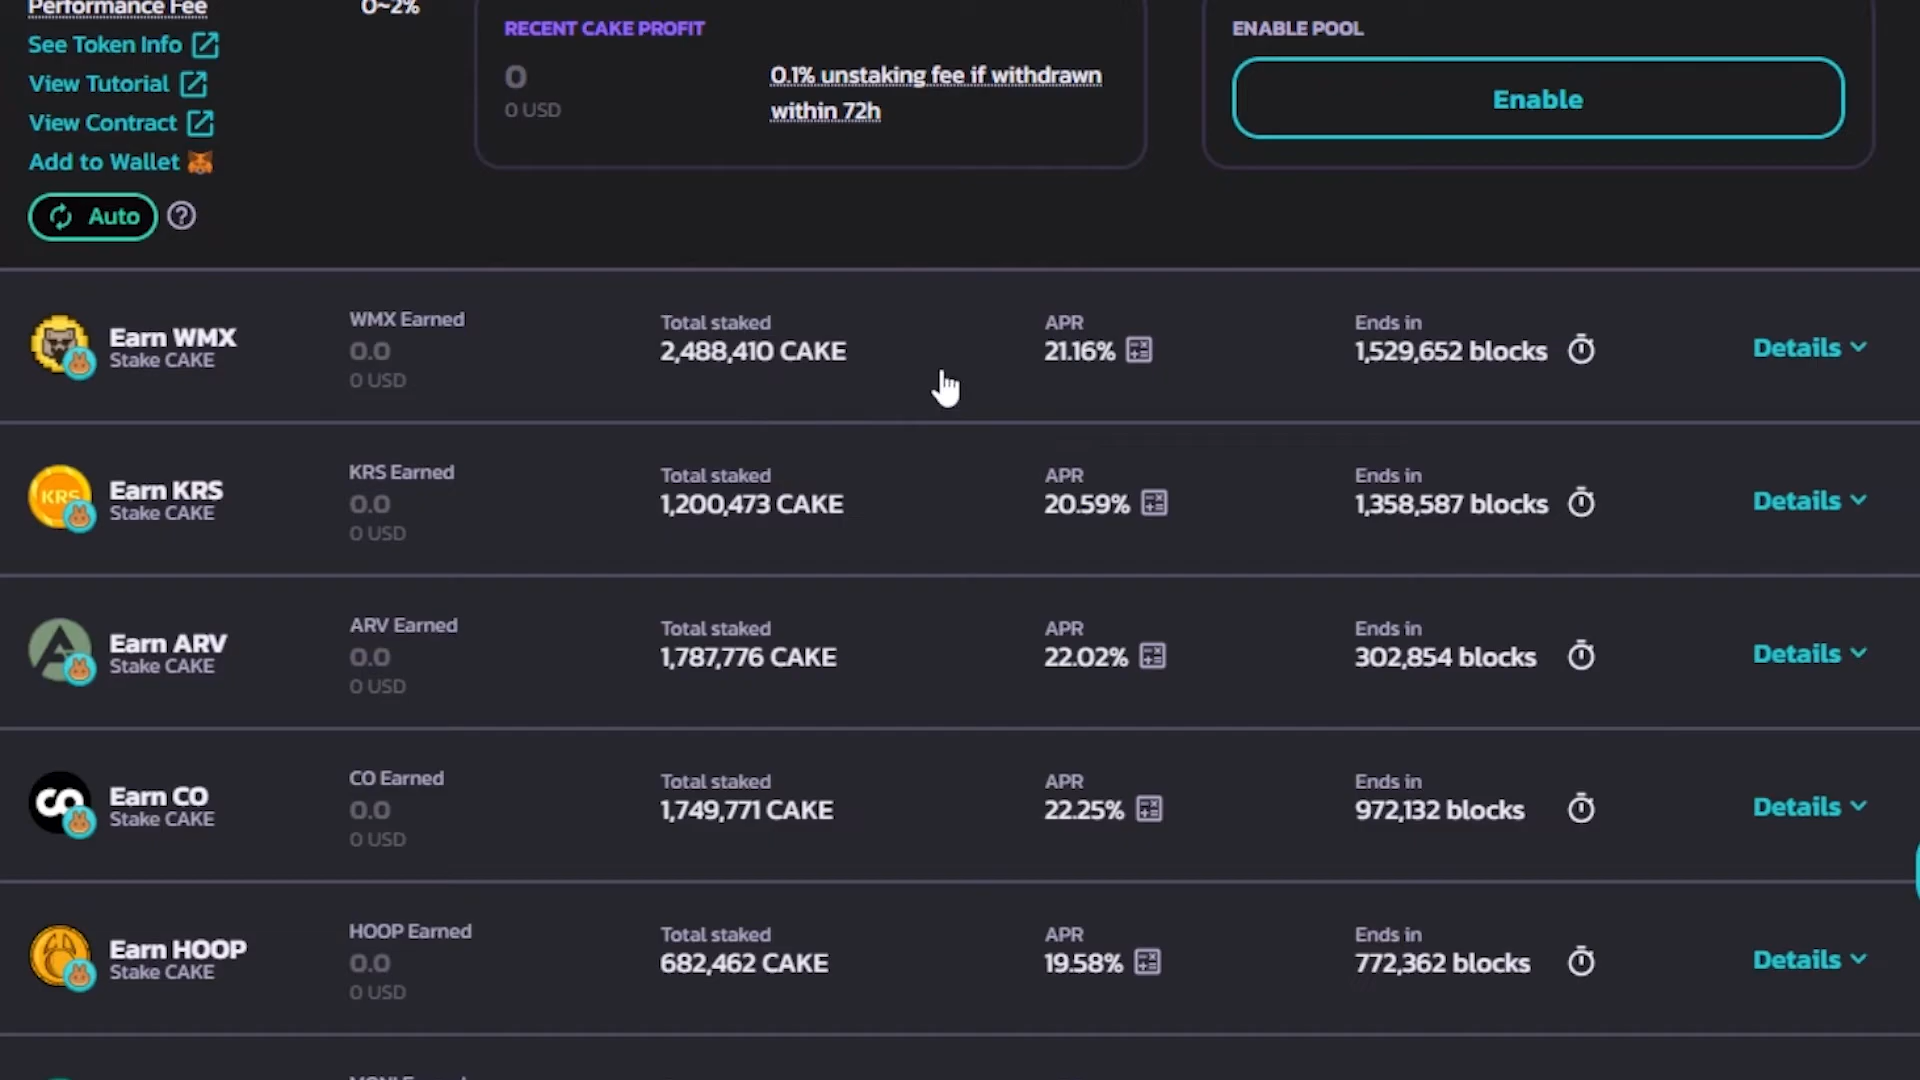 Performance Fee 0~2%
See Token Info
View Tutorial
View Contract
Add to Wallet
Auto
RECENT CAKE PROFIT
0
0 USD
0.1% unstaking fee if withdrawn
within 72h
ENABLE POOL
Enable
Earn WMX
Stake CAKE
WMX Earned
0.0
0 USD
Total staked
2,488,410 CAKE
APR
21.16%
Ends in
1,529,652 blocks
Details
KRS
Earn KRS
Stake CAKE
KRS Earned
0.0
0 USD
Total staked
1,200,473 CAKE
APR
20.59%
Ends in
1,358,587 blocks
Details
Earn ARV
Stake CAKE
ARV Earned
0.0
0 USD
Total staked
1,787,776 CAKE
APR
22.02%
Ends in
302,854 blocks
Details
CO
Earn CO
Stake CAKE
CO Earned
0.0
0 USD
Total staked
1,749,771 CAKE
APR
22.25%
Ends in
972,132 blocks
Details
Earn HOOP
Stake CAKE
HOOP Earned
0.0
0 USD
Total staked
682,462 CAKE
APR
19.58%
Ends in
772,362 blocks
Details